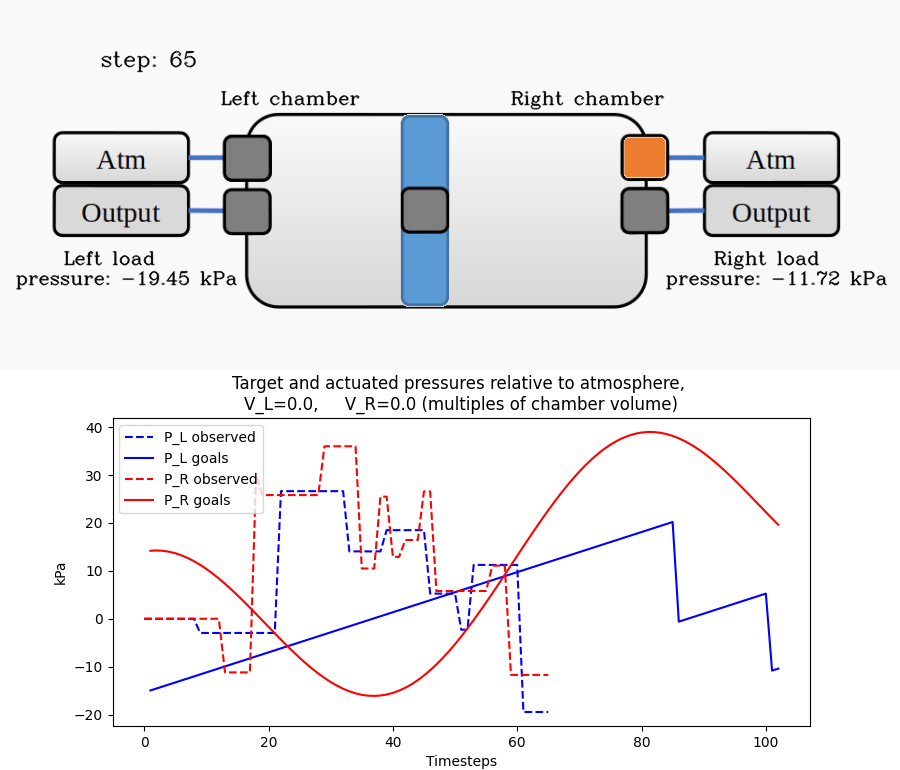 step: 65
Left chamber
Right chamber
Atm
Output
Left load
pressure: −19.45 kPa
Atm
Output
Right load
pressure: −11.72 kPa
Target and actuated pressures relative to atmosphere,
V_L=0.0, V_R=0.0 (multiples of chamber volume)
P_L observed
P_L goals
P_R observed
P_R goals
kPa
40
30
20
10
0
−10
−20
0
20
40
60
80
100
Timesteps